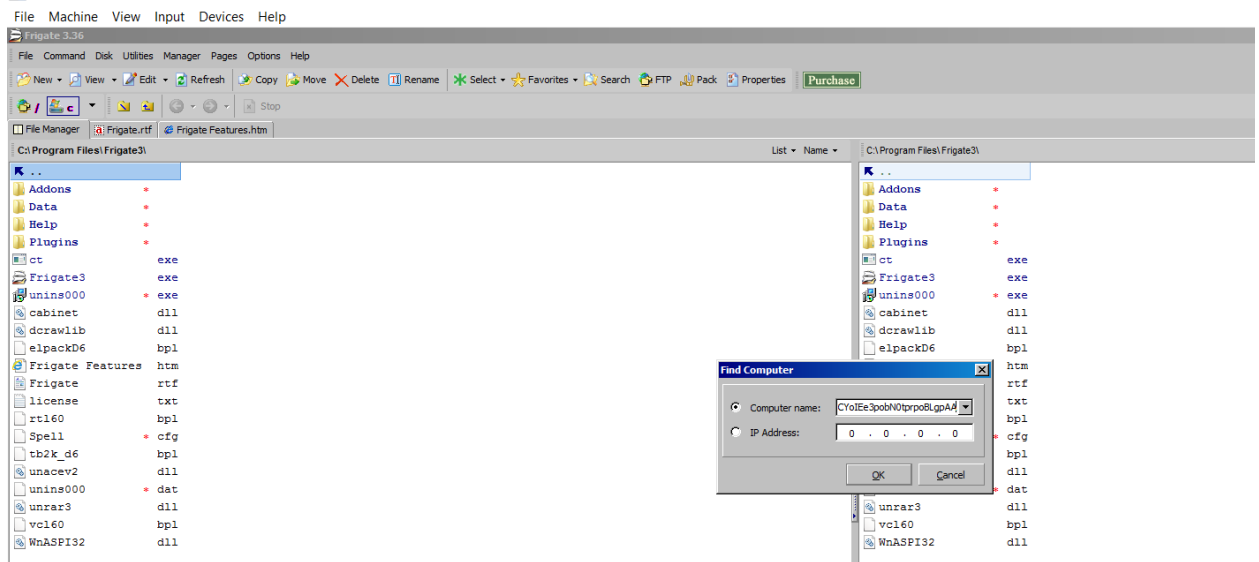 File Machine View Input Devices Help
Frigate 3.36
File Command Disk Utilities Manager Pages Options Help
New View Edit Refresh Copy Move Delete Rename Select Favorites Search FTP Pack Properties Purchase
/ c Stop
File Manager Frigate.rtf Frigate Features.htm
C:\Program Files\Frigate3\ List Name C:\Program Files\Frigate3\
.. ..
Addons * Addons *
Data * Data *
Help * Help *
Plugins * Plugins *
ct exe ct exe
Frigate3 exe Frigate3 exe
unins000 * exe unins000 * exe
cabinet dll cabinet dll
dcrawlib dll dcrawlib dll
elpackD6 bpl elpackD6 bpl
Frigate Features htm Find Computer htm
Frigate rtf rtf
license txt Computer name: CYoIEe3pobN0tprpoBLgpAA txt
rtl60 bpl bpl
Spell * cfg IP Address: 0 . 0 . 0 . 0 * cfg
tb2k_d6 bpl bpl
unacev2 dll OK Cancel dll
unins000 * dat * dat
unrar3 dll unrar3 dll
vcl60 bpl vcl60 bpl
WnASPI32 dll WnASPI32 dll